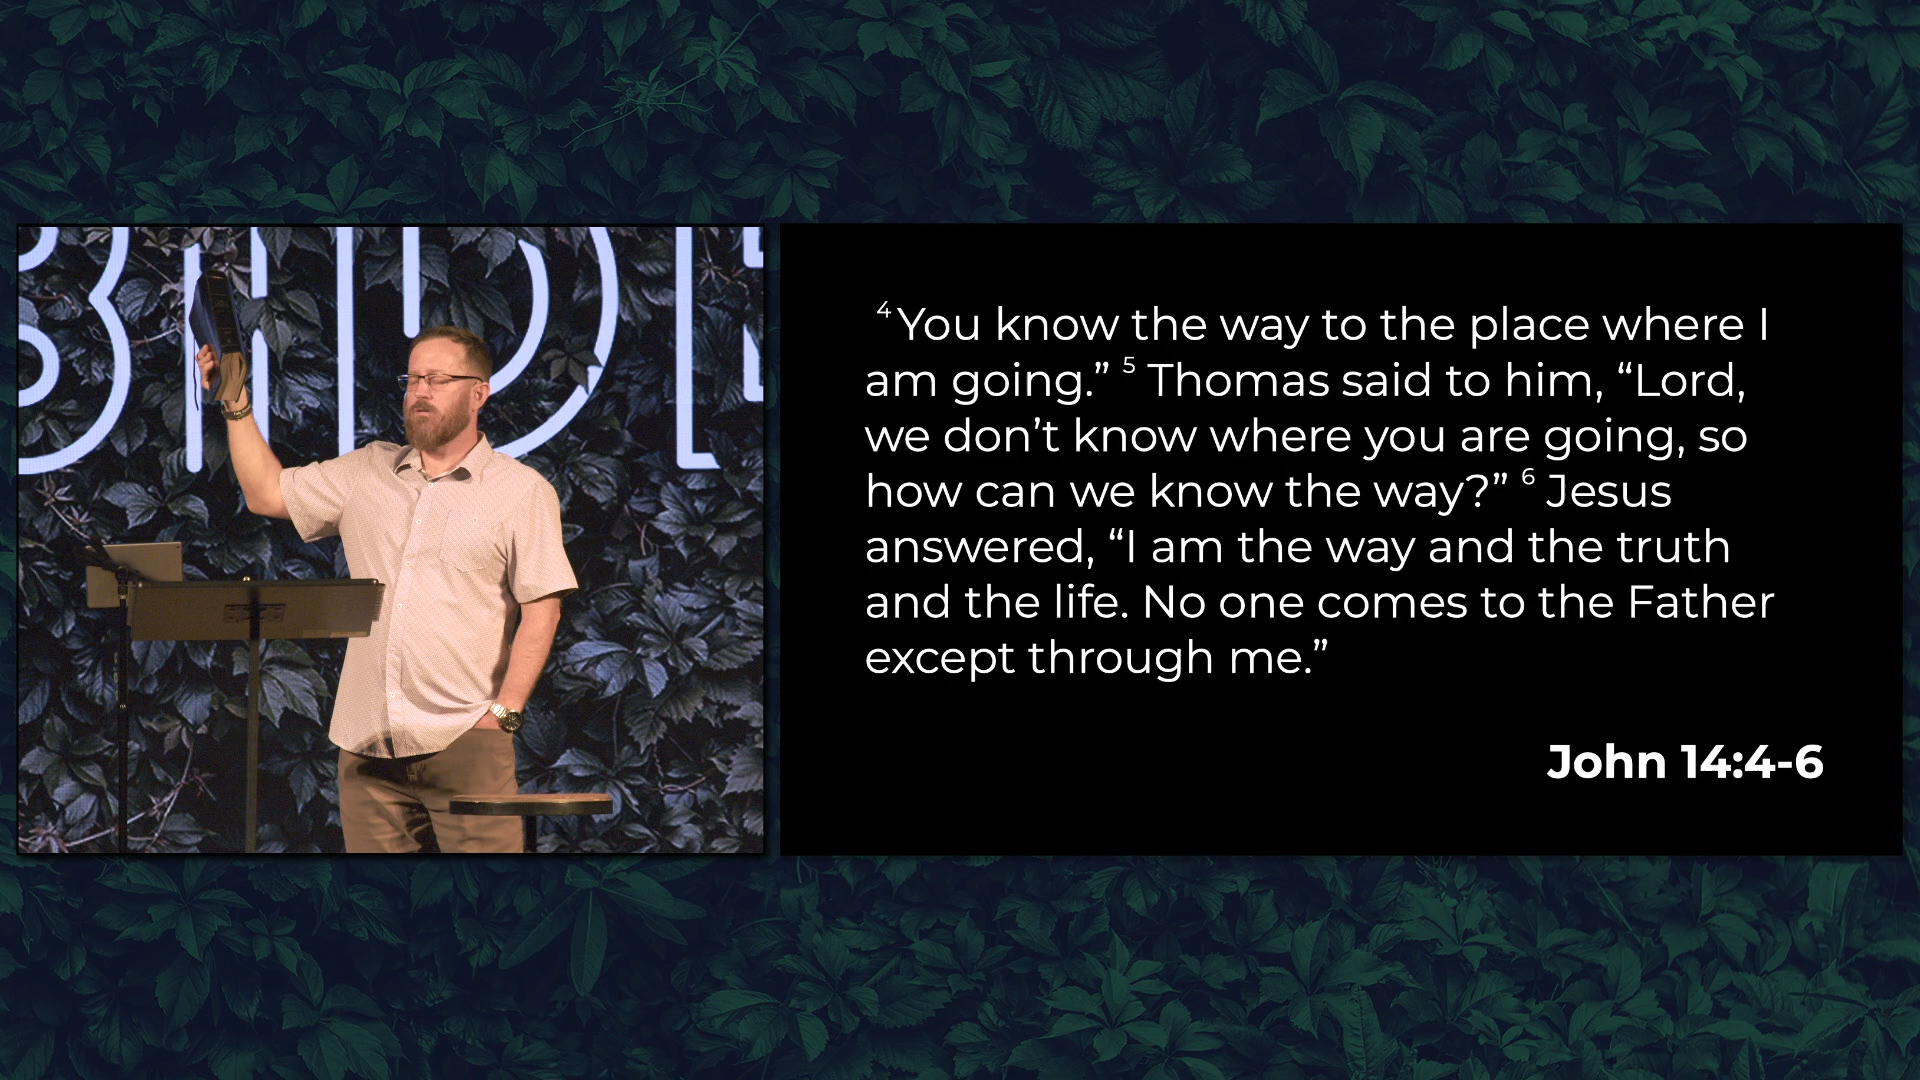 BIDE
⁴ You know the way to the place where I
am going.” ⁵ Thomas said to him, “Lord,
we don’t know where you are going, so
how can we know the way?” ⁶ Jesus
answered, “I am the way and the truth
and the life. No one comes to the Father
except through me.”
John 14:4-6